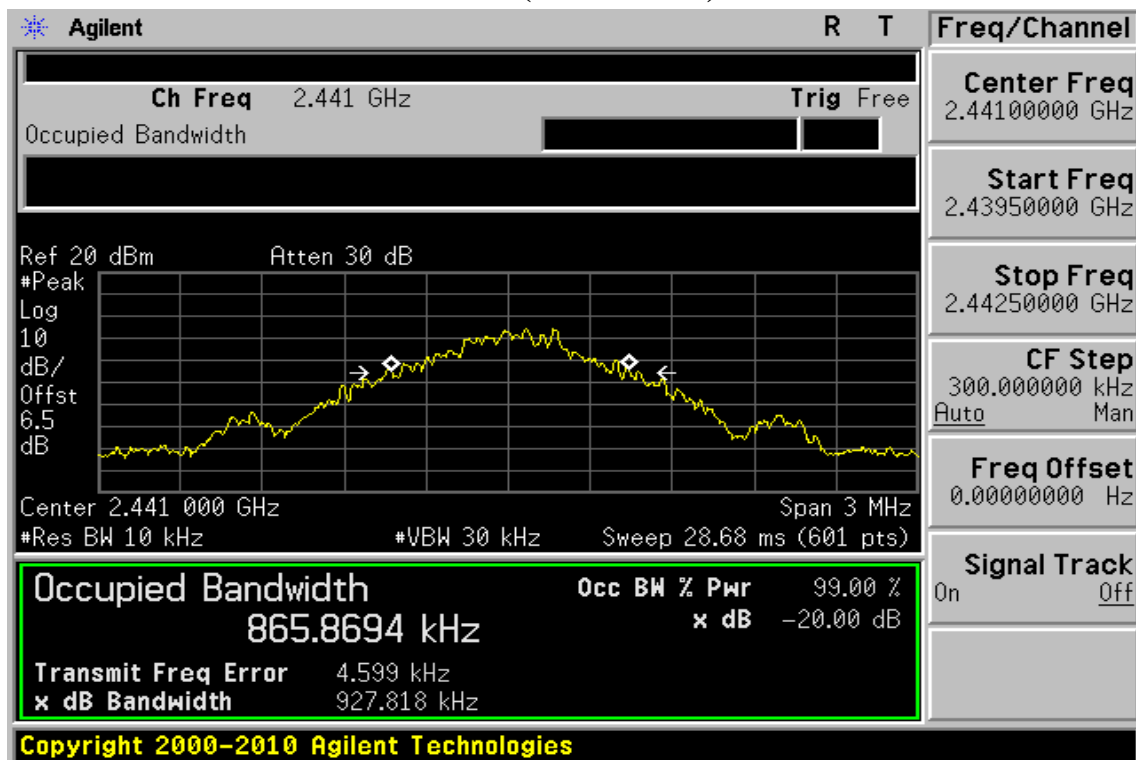 Agilent R T
Ch Freq 2.441 GHz Trig Free
Occupied Bandwidth
Ref 20 dBm Atten 30 dB
#Peak
Log
10
dB/
Offst
6.5
dB
Center 2.441 000 GHz Span 3 MHz
#Res BW 10 kHz #VBW 30 kHz Sweep 28.68 ms (601 pts)
Occupied Bandwidth Occ BW % Pwr 99.00 %
865.8694 kHz x dB -20.00 dB
Transmit Freq Error 4.599 kHz
x dB Bandwidth 927.818 kHz
Copyright 2000-2010 Agilent Technologies
Freq/Channel
Center Freq
2.44100000 GHz
Start Freq
2.43950000 GHz
Stop Freq
2.44250000 GHz
CF Step
300.000000 kHz
Auto Man
Freq Offset
0.00000000 Hz
Signal Track
On Off